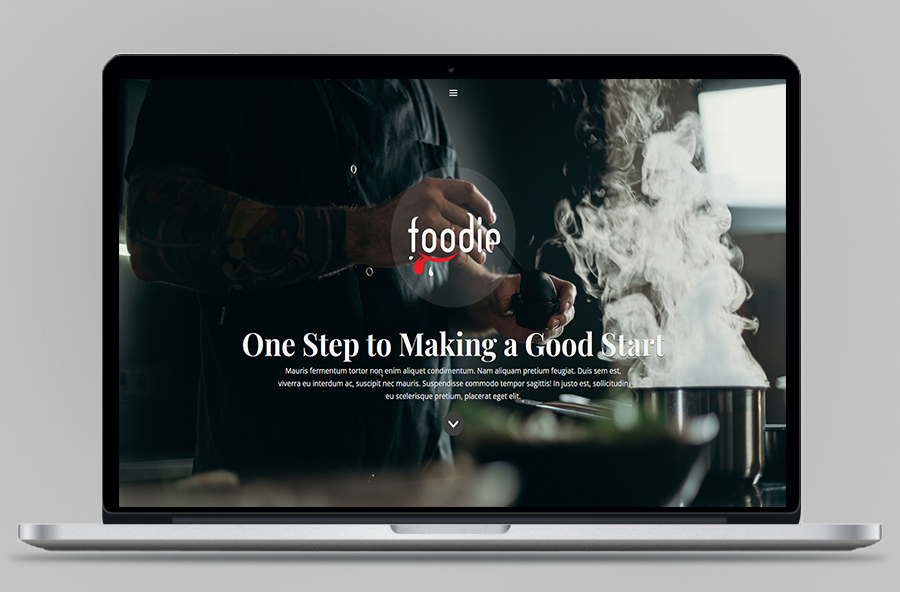 foodie
One Step to Making a Good Start
Mauris fermentum tortor non enim aliquet condimentum. Nam aliquam pretium feugiat. Duis sem est,
viverra eu interdum ac, suscipit nec mauris. Suspendisse commodo tempor sagittis! In justo est, sollicitudin
eu scelerisque pretium, placerat eget elit.